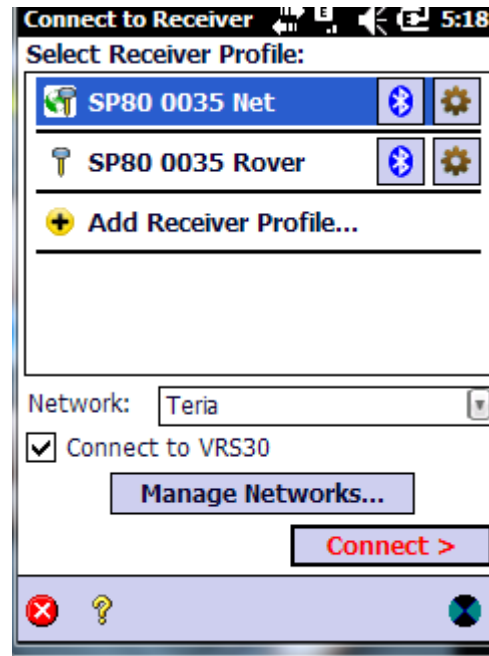 Connect to Receiver E 5:18
Select Receiver Profile:
SP80 0035 Net
SP80 0035 Rover
Add Receiver Profile...
Network: Teria
Connect to VRS30
Manage Networks...
Connect >